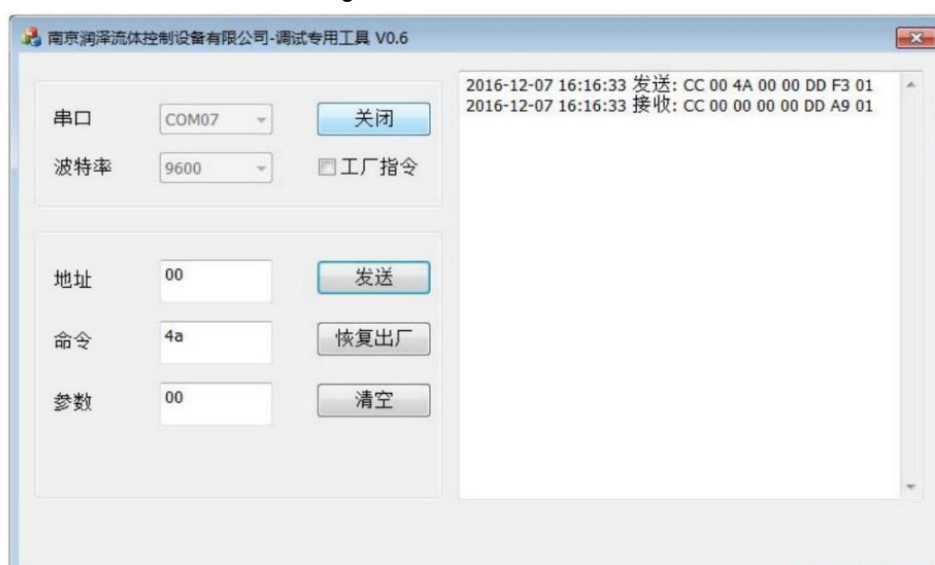 南京润泽流体控制设备有限公司-调试专用工具 V0.6
串口 COM07 关闭
波特率 9600 工厂指令
地址 00 发送
命令 4a 恢复出厂
参数 00 清空
2016-12-07 16:16:33 发送: CC 00 4A 00 00 DD F3 01
2016-12-07 16:16:33 接收: CC 00 00 00 00 DD A9 01